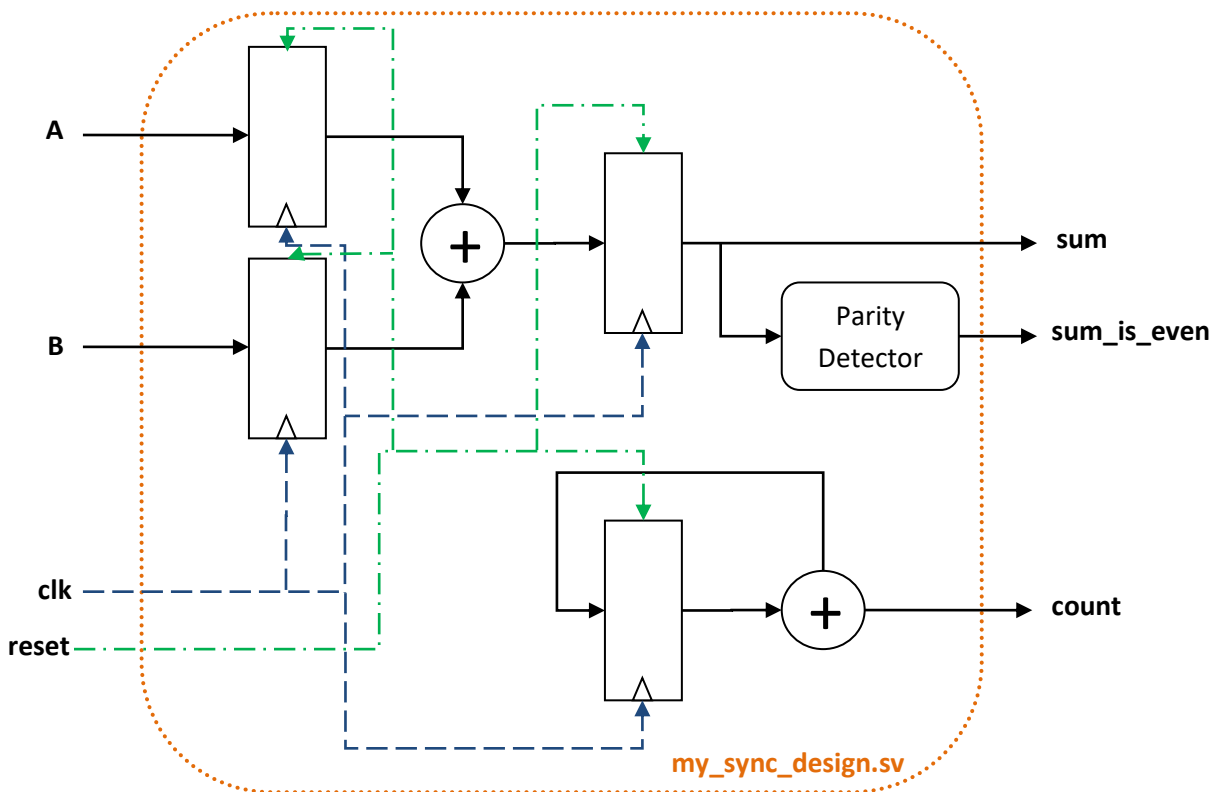 A
+
sum
B
Parity
Detector
sum_is_even
clk
+
count
reset
my_sync_design.sv